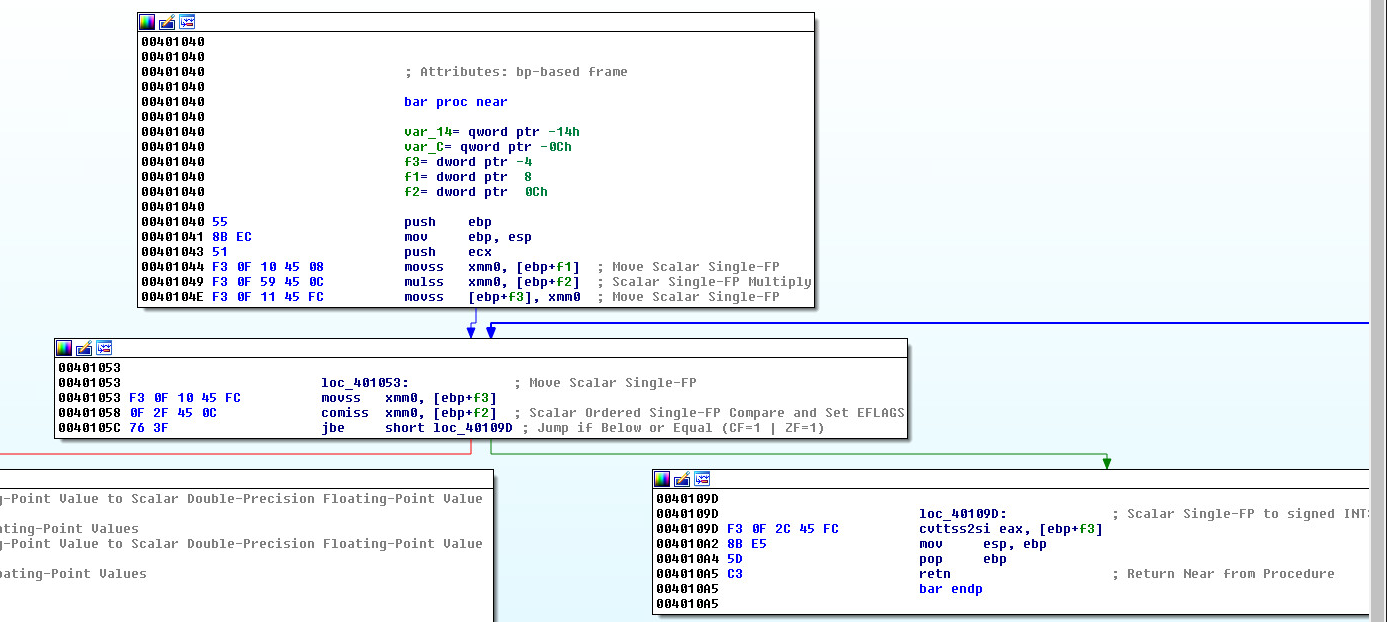 00401040
00401040
00401040 ; Attributes: bp-based frame
00401040
00401040 bar proc near
00401040
00401040 var_14= qword ptr -14h
00401040 var_C= qword ptr -0Ch
00401040 f3= dword ptr -4
00401040 f1= dword ptr  8
00401040 f2= dword ptr  0Ch
00401040
00401040 55 push ebp
00401041 8B EC mov ebp, esp
00401043 51 push ecx
00401044 F3 0F 10 45 08 movss xmm0, [ebp+f1] ; Move Scalar Single-FP
00401049 F3 0F 59 45 0C mulss xmm0, [ebp+f2] ; Scalar Single-FP Multiply
0040104E F3 0F 11 45 FC movss [ebp+f3], xmm0 ; Move Scalar Single-FP
00401053
00401053 loc_401053: ; Move Scalar Single-FP
00401053 F3 0F 10 45 FC movss xmm0, [ebp+f3]
00401058 0F 2F 45 0C comiss xmm0, [ebp+f2] ; Scalar Ordered Single-FP Compare and Set EFLAGS
0040105C 76 3F jbe short loc_40109D ; Jump if Below or Equal (CF=1 | ZF=1)
g-Point Value to Scalar Double-Precision Floating-Point Value
ating-Point Values
g-Point Value to Scalar Double-Precision Floating-Point Value
oating-Point Values
0040109D
0040109D loc_40109D: ; Scalar Single-FP to signed INT
0040109D F3 0F 2C 45 FC cvttss2si eax, [ebp+f3]
004010A2 8B E5 mov esp, ebp
004010A4 5D pop ebp
004010A5 C3 retn ; Return Near from Procedure
004010A5 bar endp
004010A5